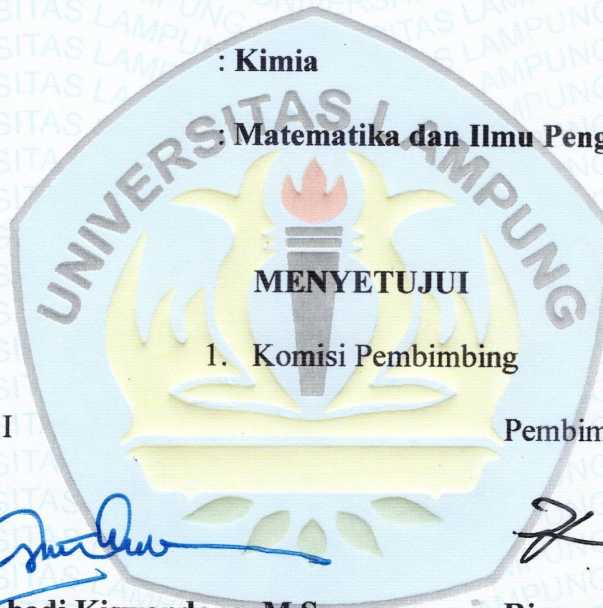 : Kimia
: Matematika dan Ilmu Peng
UNIVERSITAS LAMPUNG
MENYETUJUI
1. Komisi Pembimbing
I
Pembim